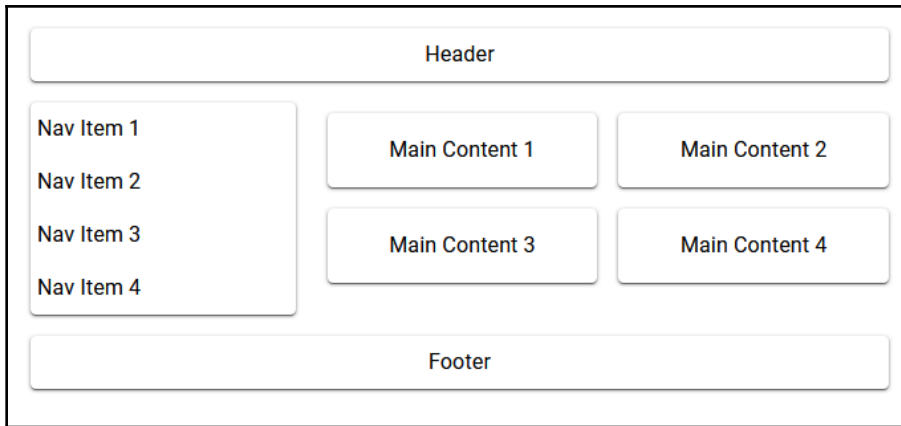 Header
Nav Item 1
Nav Item 2
Nav Item 3
Nav Item 4
Main Content 1
Main Content 2
Main Content 3
Main Content 4
Footer